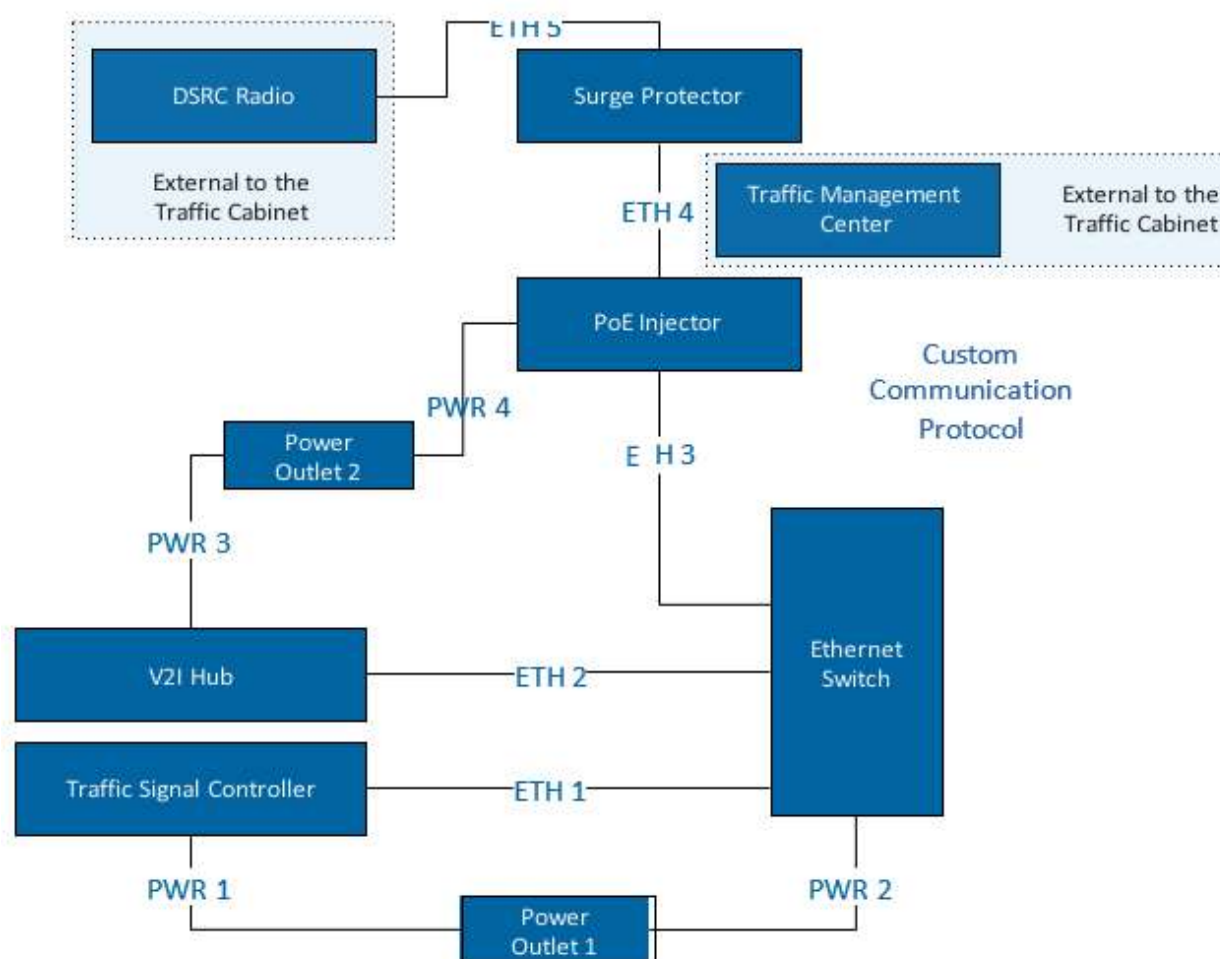 ETH 5
DSRC Radio
Surge Protector
External to the
Traffic Cabinet
ETH 4
Traffic Management
Center
External to the
Traffic Cabinet
PoE Injector
Custom
Communication
Protocol
PWR 4
Power
Outlet 2
E H 3
PWR 3
Ethernet
Switch
V2I Hub
ETH 2
Traffic Signal Controller
ETH 1
PWR 1
PWR 2
Power
Outlet 1